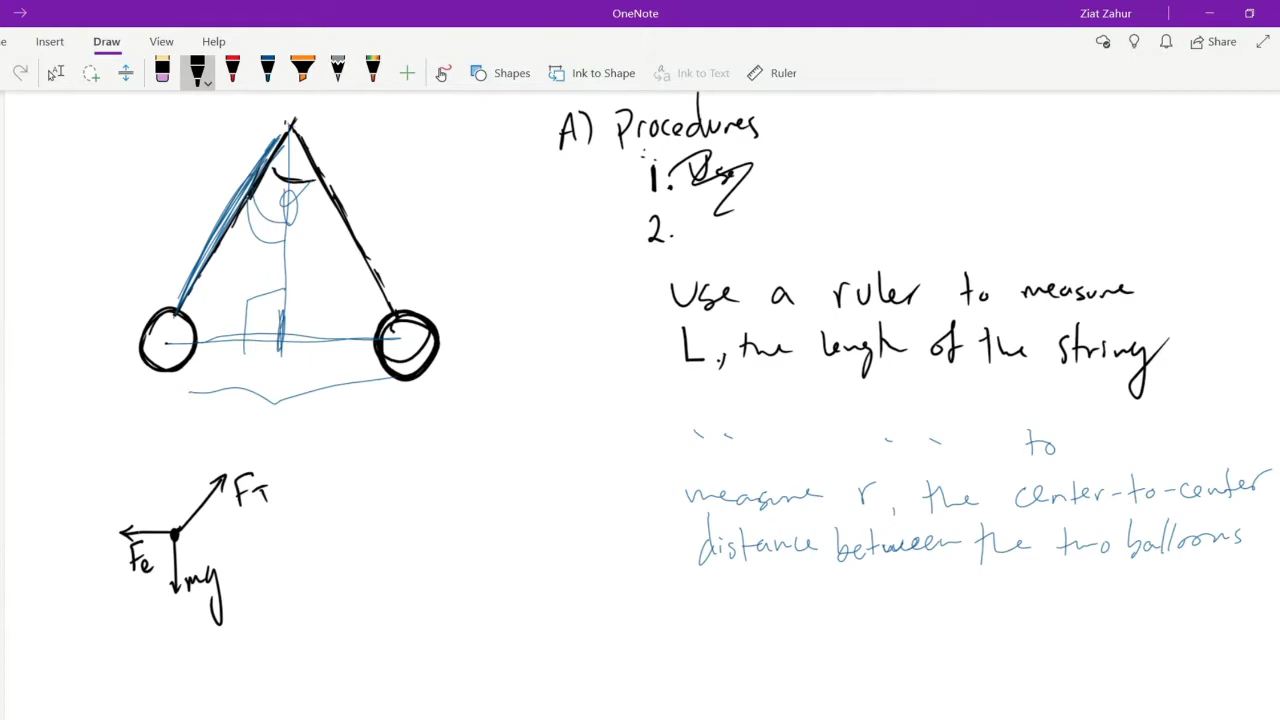 OneNote
Ziat Zahur
Insert Draw View Help
Share
Shapes
Ink to Shape
Ink to Text
Ruler
A) Procedures
1.
2.
Use a ruler to measure
L, the length of the string
" " " to
measure r, the center-to-center
distance between the two balloons
θ
FT
Fe
mg